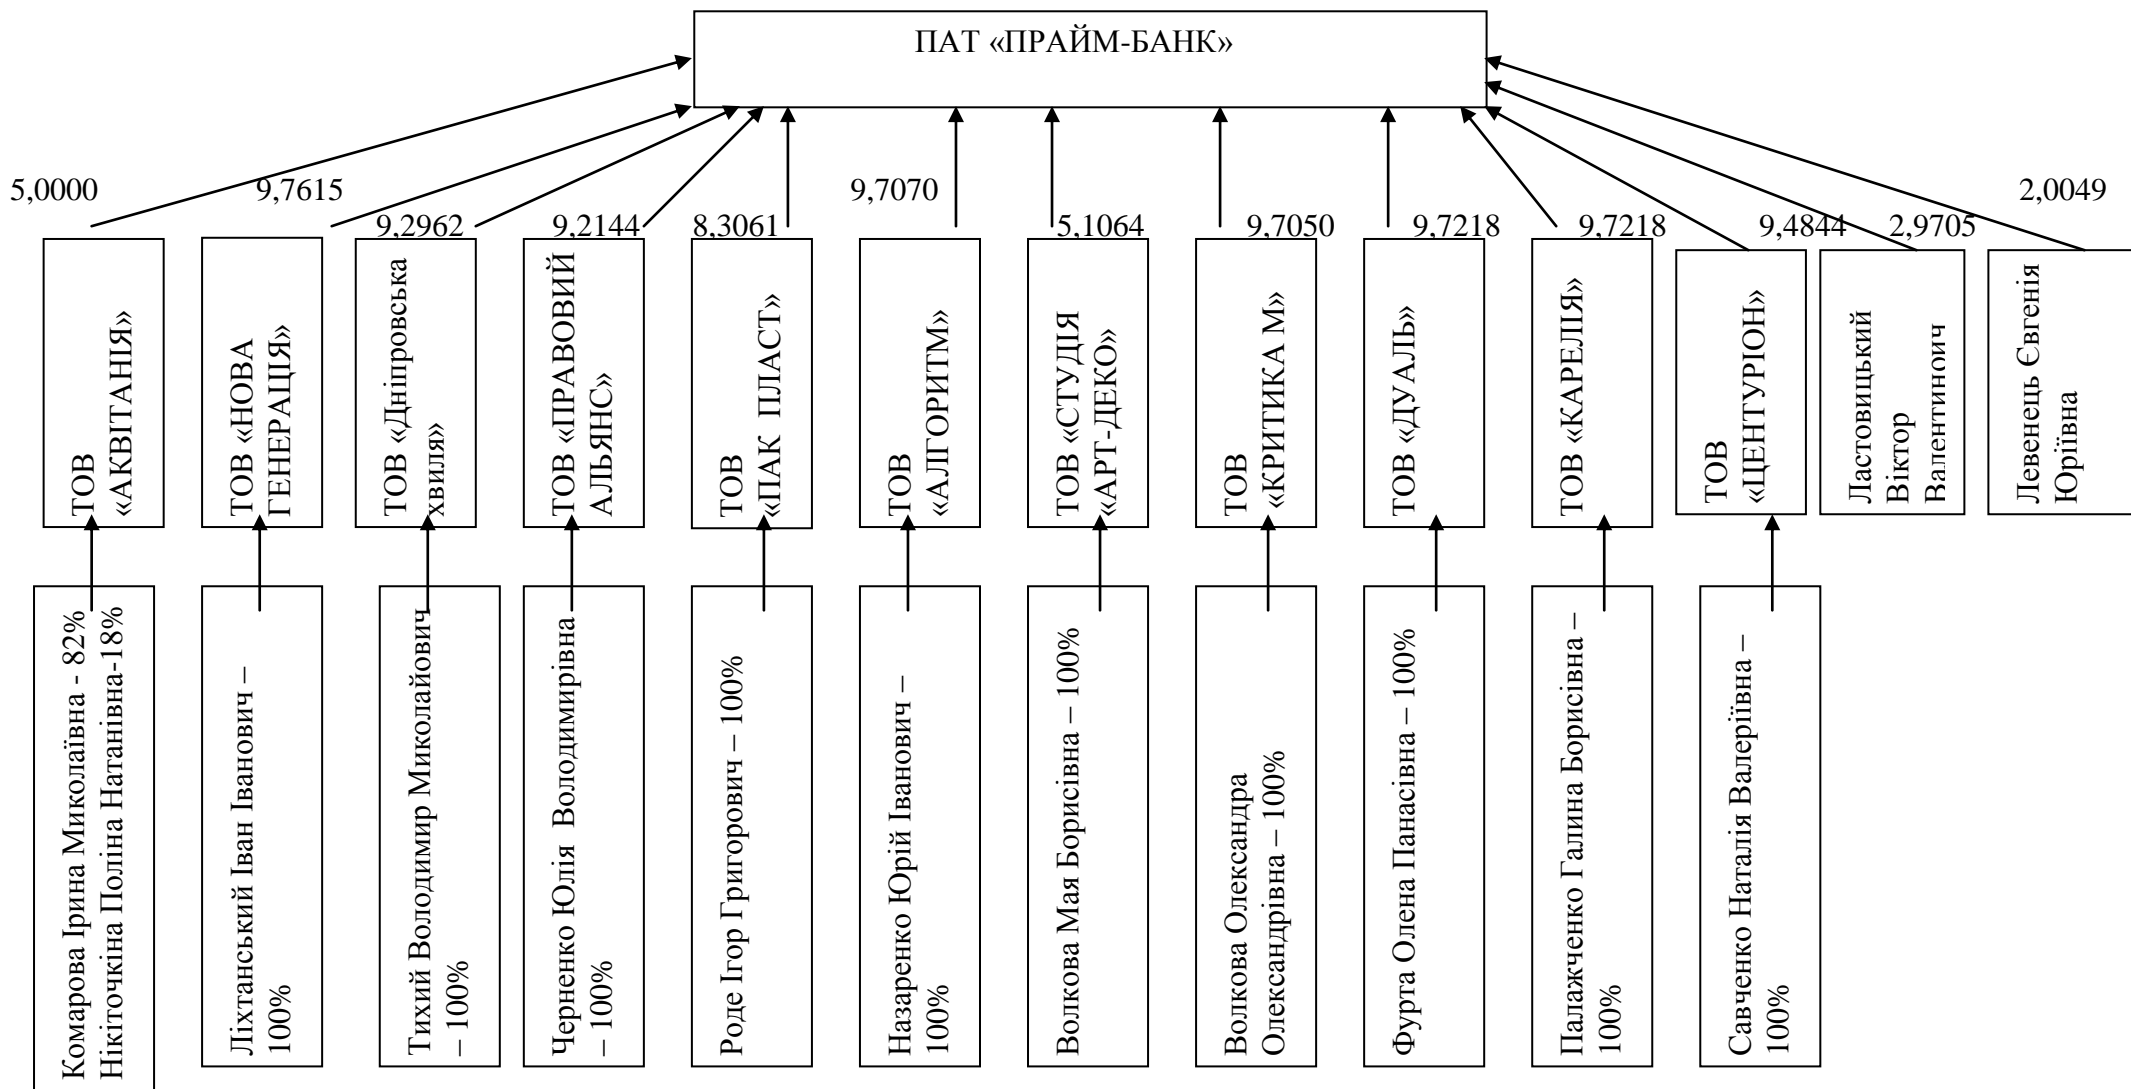 ПАТ «ПРАЙМ-БАНК»
5,0000
9,7615
9,2962
9,2144
8,3061
9,7070
5,1064
9,7050
9,7218
9,7218
9,4844
2,9705
2,0049
ТОВ
«АКВІТАНІЯ»
ТОВ «НОВА
ГЕНЕРАЦІЯ»
ТОВ «Дніпровська
хвиля»
ТОВ «ПРАВОВИЙ
АЛЬЯНС»
ТОВ
«ПАК ПЛАСТ»
ТОВ
«АЛГОРИТМ»
ТОВ «СТУДІЯ
«АРТ-ДЕКО»
ТОВ
«КРИТИКА М»
ТОВ «ДУАЛЬ»
ТОВ «КАРЕЛІЯ»
ТОВ
«ЦЕНТУРІОН»
Ластовицький
Віктор
Валентинович
Левенець Євгенія
Юріївна
Комарова Ірина Миколаївна - 82%
Нікіточкіна Поліна Натанівна-18%
Ліхтанський Іван Іванович –
100%
Тихий Володимир Миколайович
– 100%
Черненко Юлія Володимирівна
– 100%
Роде Ігор Григорович – 100%
Назаренко Юрій Іванович –
100%
Волкова Мая Борисівна – 100%
Волкова Олександра
Олександрівна – 100%
Фурта Олена Панасівна – 100%
Палажченко Галина Борисівна –
100%
Савченко Наталія Валеріївна –
100%